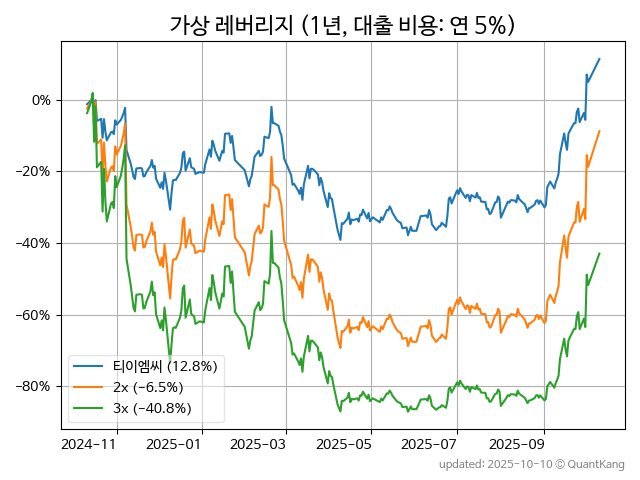 가상 레버리지 (1년, 대출 비용: 연 5%)
0%
−20%
−40%
−60%
−80%
티이엠씨 (12.8%)
2x (−6.5%)
3x (−40.8%)
2024-11 2025-01 2025-03 2025-05 2025-07 2025-09
updated: 2025-10-10 © QuantKang